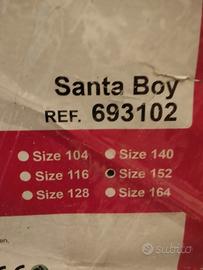 Santa Boy
REF. 693102
Size 104 Size 140
Size 116 Size 152
Size 128 Size 164
subito